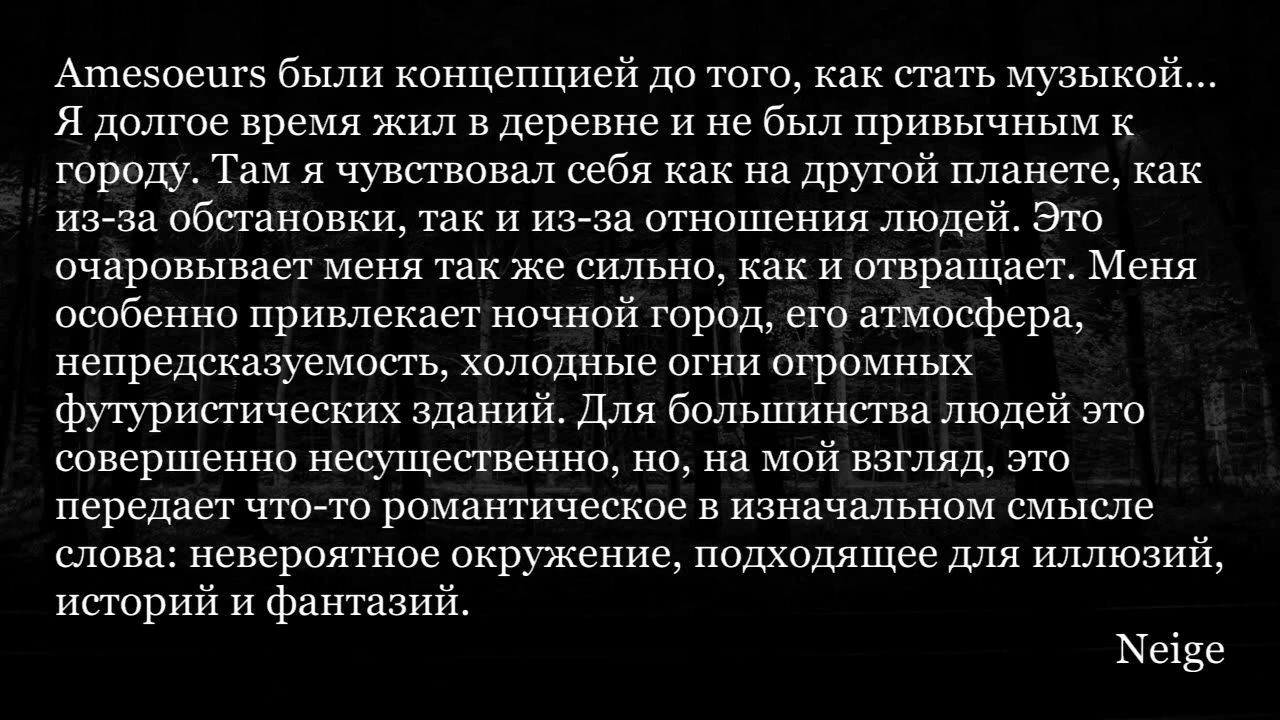 Amesoeurs были концепцией до того, как стать музыкой...
Я долгое время жил в деревне и не был привычным к
городу. Там я чувствовал себя как на другой планете, как
из-за обстановки, так и из-за отношения людей. Это
очаровывает меня так же сильно, как и отвращает. Меня
особенно привлекает ночной город, его атмосфера,
непредсказуемость, холодные огни огромных
футуристических зданий. Для большинства людей это
совершенно несущественно, но, на мой взгляд, это
передает что-то романтическое в изначальном смысле
слова: невероятное окружение, подходящее для иллюзий,
историй и фантазий.
Neige